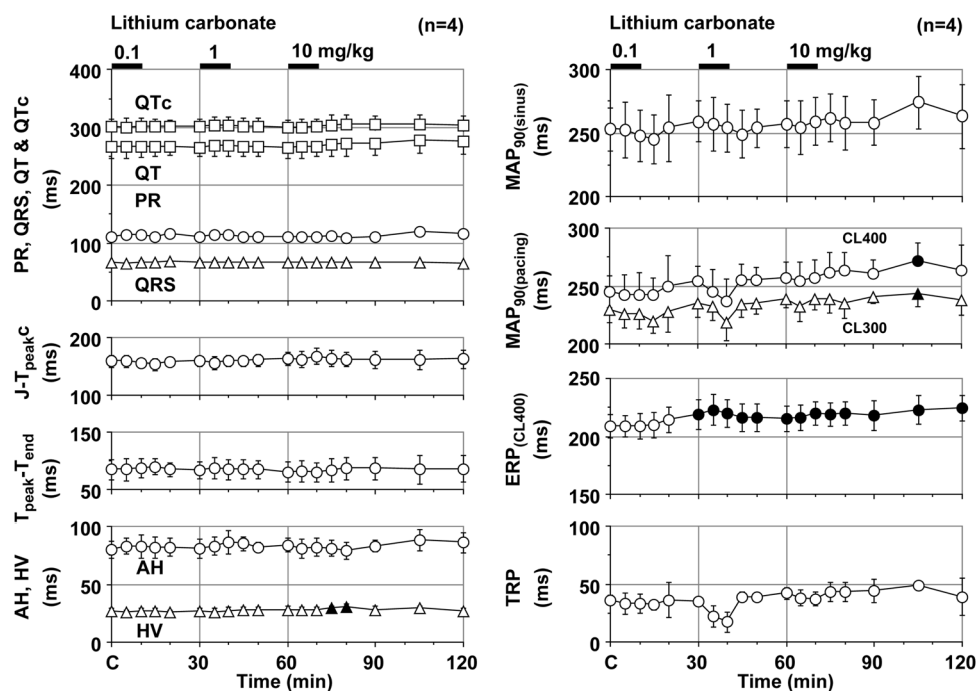 Lithium carbonate (n=4)
0.1 1 10 mg/kg
PR, QRS, QT & QTc
(ms)
400
300
200
100
0
QTc
QT
PR
QRS
J-Tpeakc
(ms)
200
100
Tpeak-Tend
(ms)
150
50
AH, HV
(ms)
100
50
0
AH
HV
C 30 60 90 120
Time (min)
Lithium carbonate (n=4)
0.1 1 10 mg/kg
MAP90(sinus)
(ms)
300
250
200
MAP90(pacing)
(ms)
300
250
200
CL400
CL300
ERP(CL400)
(ms)
250
200
150
TRP
(ms)
100
50
0
C 30 60 90 120
Time (min)